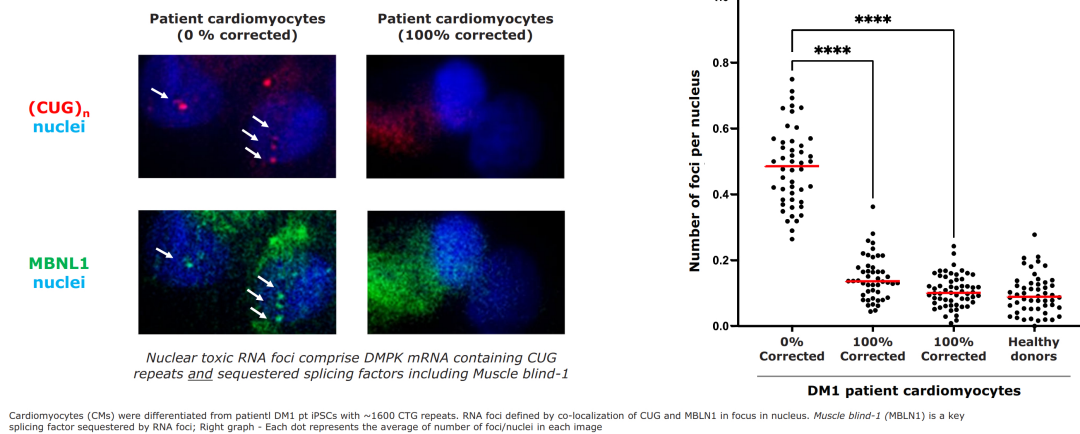 Patient cardiomyocytes
(0 % corrected)
Patient cardiomyocytes
(100% corrected)
(CUG)n
nuclei
MBNL1
nuclei
Nuclear toxic RNA foci comprise DMPK mRNA containing CUG
repeats and sequestered splicing factors including Muscle blind-1
Number of foci per nucleus
0.8
0.6
0.4
0.2
0.0
****
****
0%
Corrected
100%
Corrected
100%
Corrected
Healthy
donors
DM1 patient cardiomyocytes
Cardiomyocytes (CMs) were differentiated from patientl DM1 pt iPSCs with ~1600 CTG repeats. RNA foci defined by co-localization of CUG and MBNL1 in focus in nucleus. Muscle blind-1 (MBNL1) is a key
splicing factor sequestered by RNA foci; Right graph - Each dot represents the average of number of foci/nuclei in each image